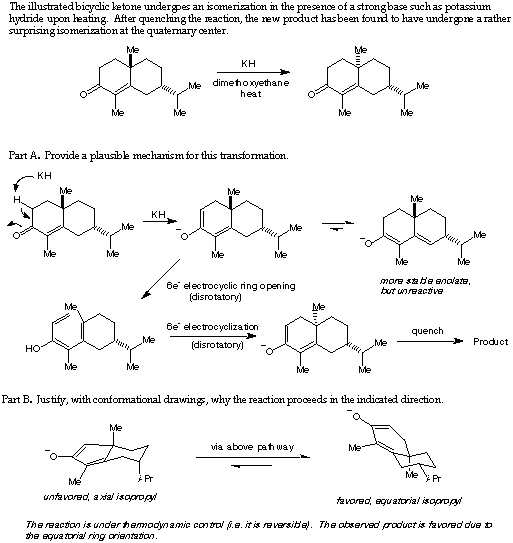 The illustrated bicyclic ketone undergoes an isomerization in the presence of a strong base such as potassium
hydride upon heating. After quenching the reaction, the new product has been found to have undergone a rather
surprising isomerization at the quaternary center.
Me
Me
KH
dimethoxyethane
heat
O
Me
Me
Me
O
Me
Me
Me
Part A. Provide a plausible mechanism for this transformation.
KH
H
Me
Me
Me
KH
O
Me
Me
Me
-O
Me
Me
Me
-O
Me
Me
Me
6e- electrocyclic ring opening
(disrotatory)
more stable enolate,
but unreactive
Me
6e- electrocyclization
(disrotatory)
Me
quench
Product
HO
Me
Me
Me
-O
Me
Me
Me
Part B. Justify, with conformational drawings, why the reaction proceeds in the indicated direction.
Me
-O
Me
i-Pr
via above pathway
-O
Me
Me
i-Pr
unfavored, axial isopropyl
favored, equatorial isopropyl
The reaction is under thermodynamic control (i.e. it is reversible). The observed product is favored due to
the equatorial ring orientation.